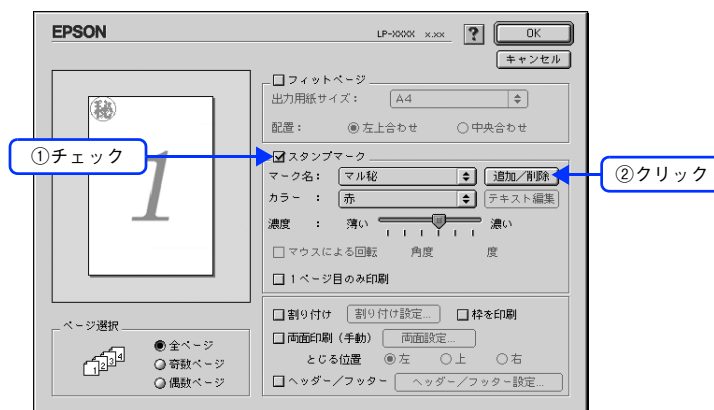 EPSON
LP-XXXX x.xx
?
OK
キャンセル
フィットページ
出力用紙サイズ： A4
配置： 左上合わせ 中央合わせ
㊙
1
①チェック
スタンプマーク
マーク名： マル秘 追加／削除
②クリック
カラー ： 赤 テキスト編集
濃度 ： 薄い 濃い
マウスによる回転 角度 度
1ページ目のみ印刷
割り付け 割り付け設定... 枠を印刷
両面印刷（手動） 両面設定...
とじる位置 左 上 右
ヘッダー／フッター ヘッダー／フッター設定...
ページ選択
1 2 3 4
全ページ
奇数ページ
偶数ページ